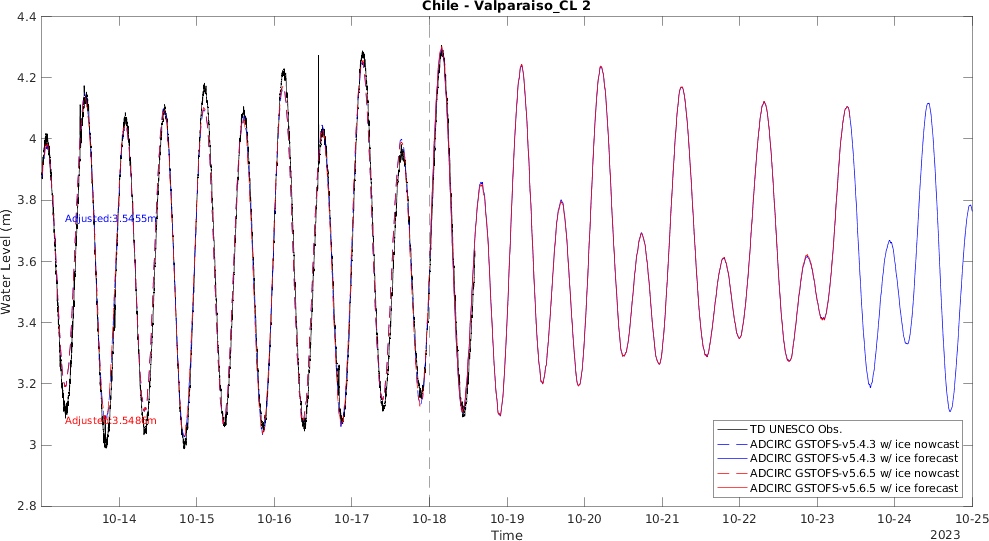 Chile - Valparaiso_CL 2
4.4
4.2
4
3.8
3.6
3.4
3.2
3
2.8
Water Level (m)
Adjusted:3.5455m
Adjusted:3.5486m
TD UNESCO Obs.
ADCIRC GSTOFS-v5.4.3 w/ ice nowcast
ADCIRC GSTOFS-v5.4.3 w/ ice forecast
ADCIRC GSTOFS-v5.6.5 w/ ice nowcast
ADCIRC GSTOFS-v5.6.5 w/ ice forecast
10-14 10-15 10-16 10-17 10-18 10-19 10-20 10-21 10-22 10-23 10-24 10-25
Time
2023